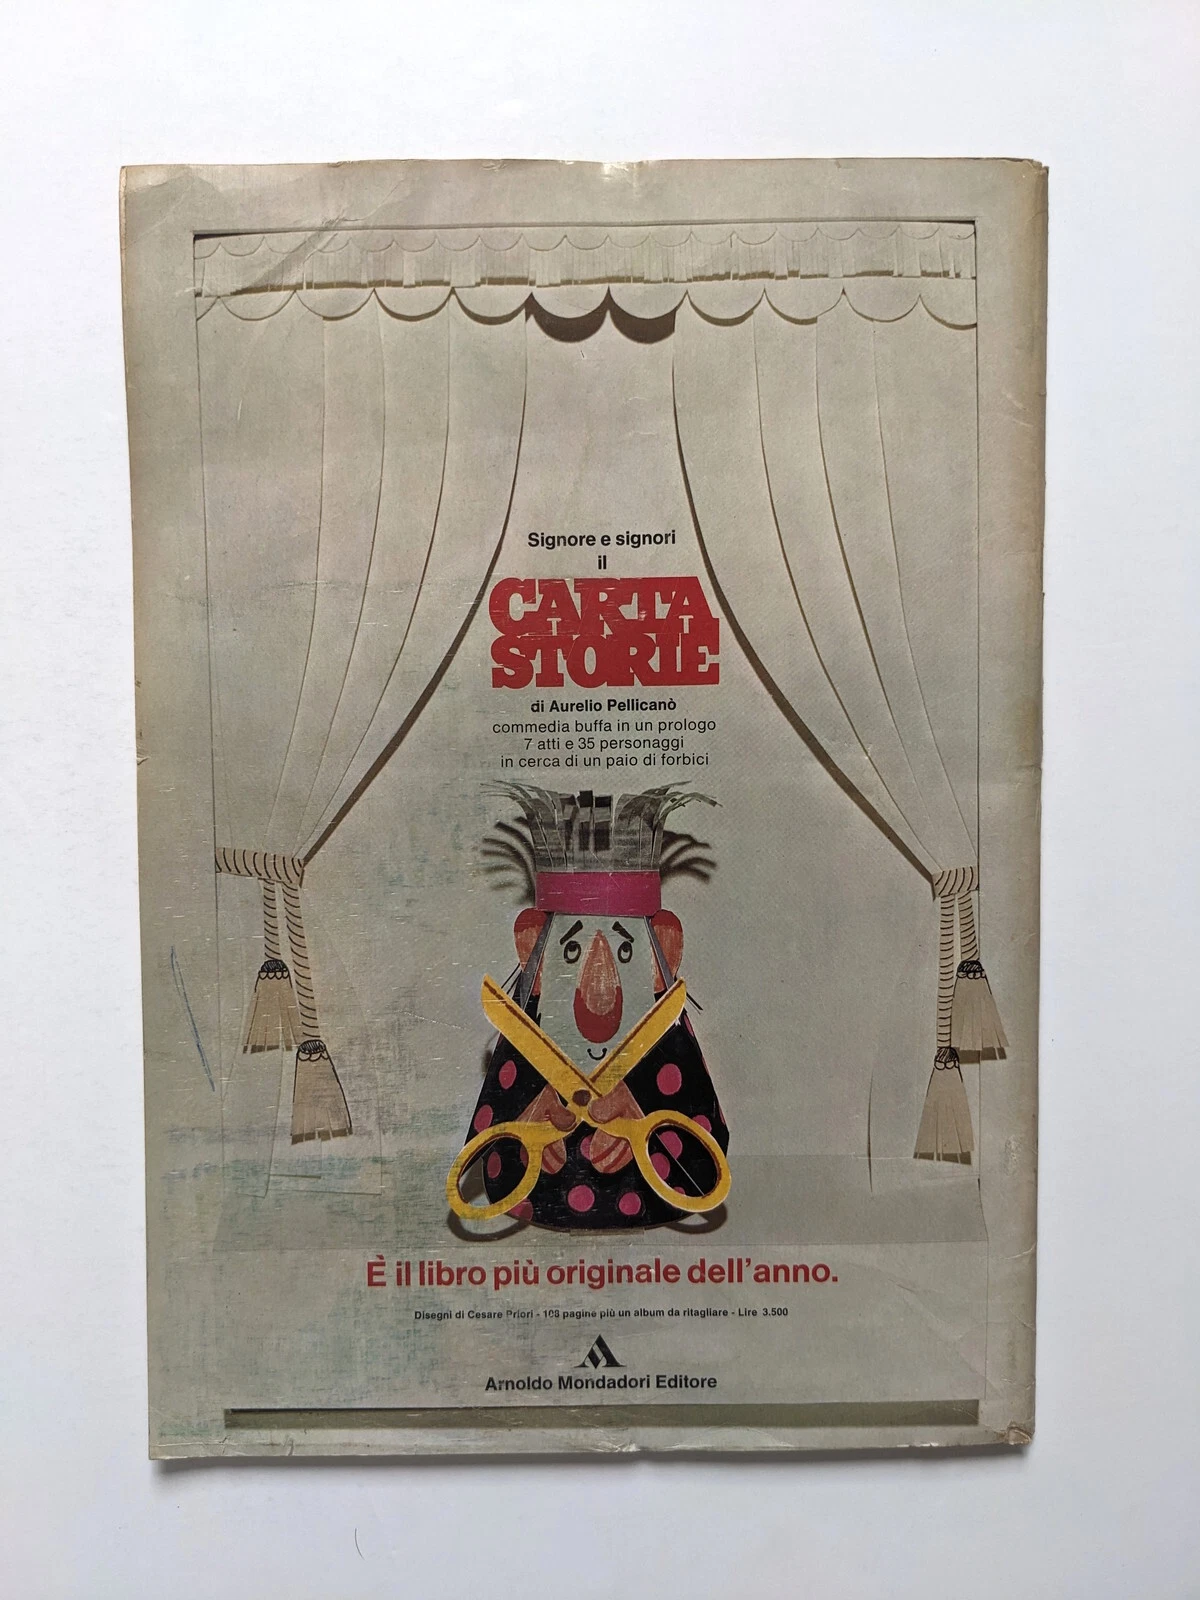 Signore e signori
il
CARTA
STORIE
di Aurelio Pellicanò
commedia buffa in un prologo
7 atti e 35 personaggi
in cerca di un paio di forbici
È il libro più originale dell'anno.
Disegni di Cesare Priori - 168 pagine più un album da ritagliare - Lire 3.500
Arnoldo Mondadori Editore